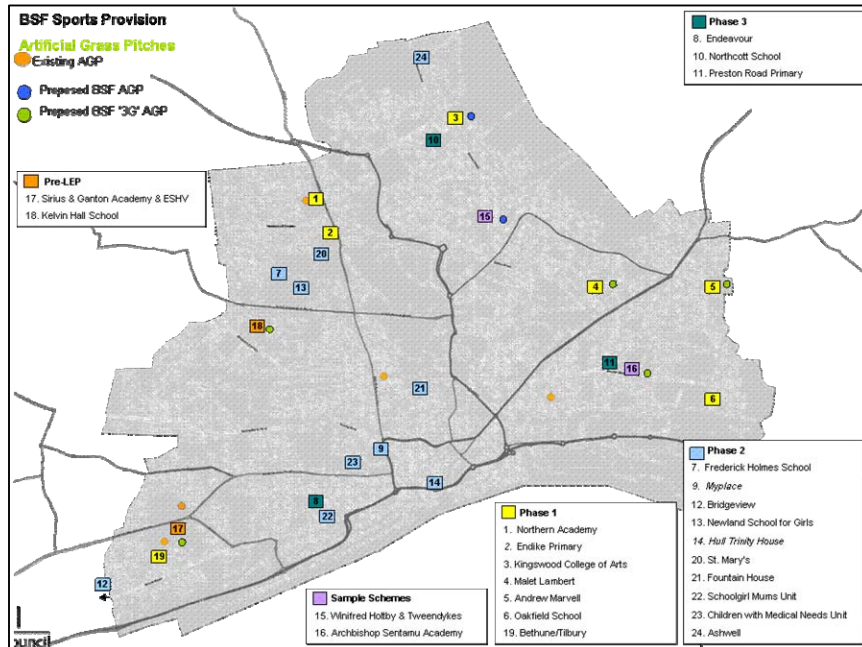 BSF Sports Provision
Artificial Grass Pitches
Existing AGP
Proposed BSF AGP
Proposed BSF "3G" AGP
Phase 3
8. Endeavour
10. Northcott School
11. Preston Road Primary
Pre-LEP
17. Sirius & Ganton Academy & ESHV
18. Kelvin Hall School
24
3
10
1
15
2
20
7
13
4
5
18
11
16
21
6
9
23
14
8
22
17
19
12
Phase 2
7. Frederick Holmes School
9. Myplace
12. Bridgeview
13. Newland School for Girls
14. Hull Trinity House
20. St. Mary's
21. Fountain House
22. Schoolgirl Mums Unit
23. Children with Medical Needs Unit
24. Ashwell
Phase 1
1. Northern Academy
2. Endike Primary
3. Kingswood College of Arts
4. Malet Lambert
5. Andrew Marvell
6. Oakfield School
19. Bethune/Tilbury
Sample Schemes
15. Winifred Holtby & Tweendykes
16. Archbishop Sentamu Academy
ouncil